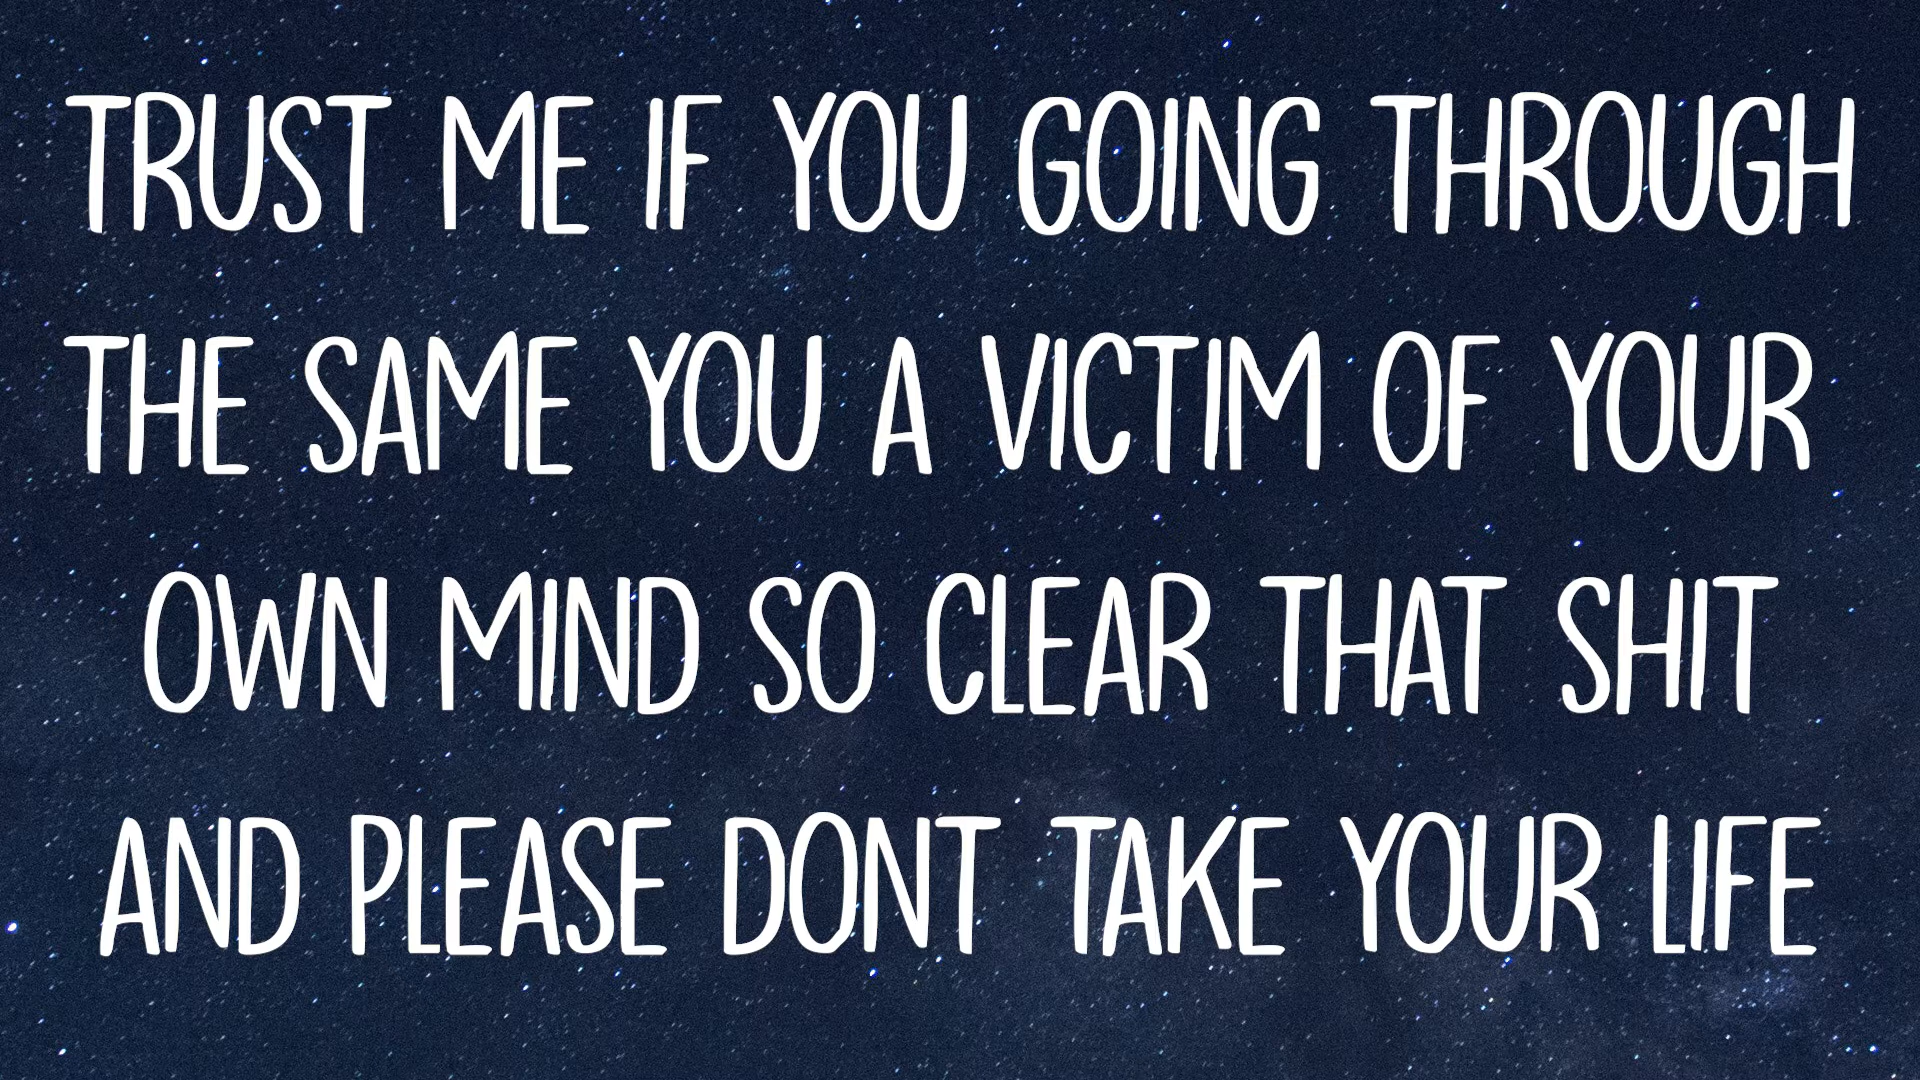 TRUST ME IF YOU GOING THROUGH
THE SAME YOU A VICTIM OF YOUR
OWN MIND SO CLEAR THAT SHIT
AND PLEASE DONT TAKE YOUR LIFE